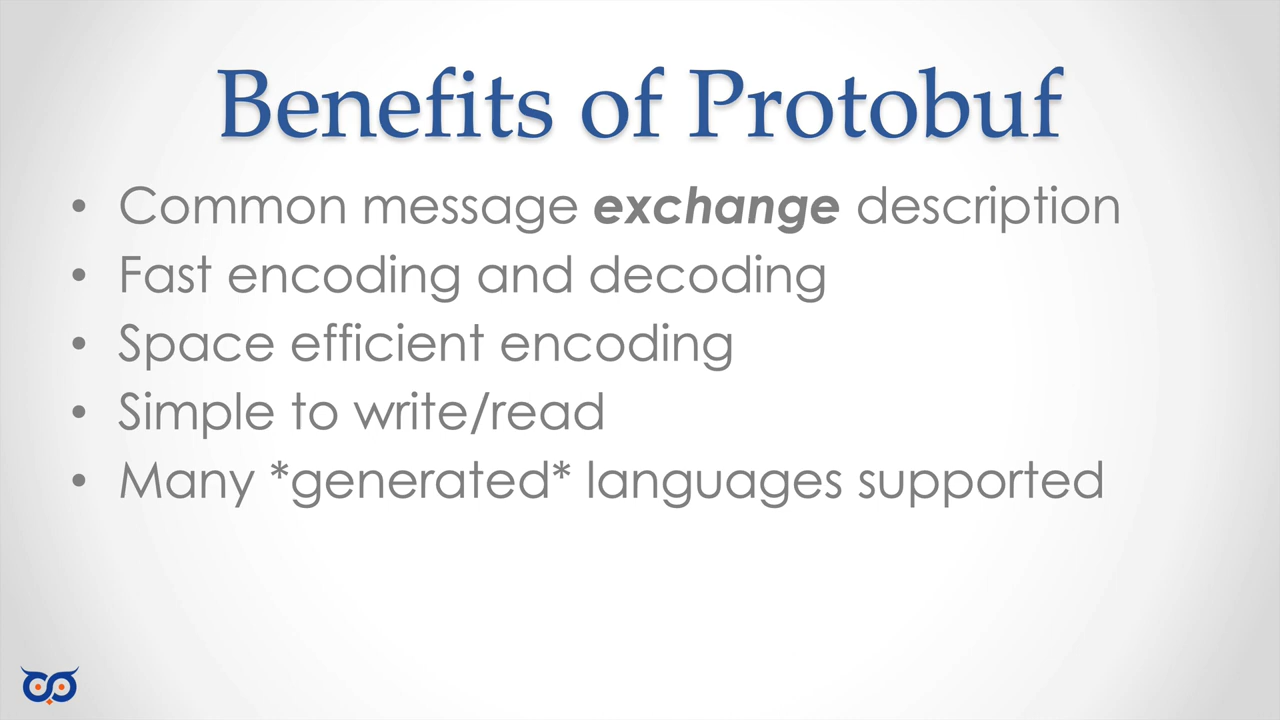 Benefits of Protobuf
• Common message exchange description
• Fast encoding and decoding
• Space efficient encoding
• Simple to write/read
• Many *generated* languages supported